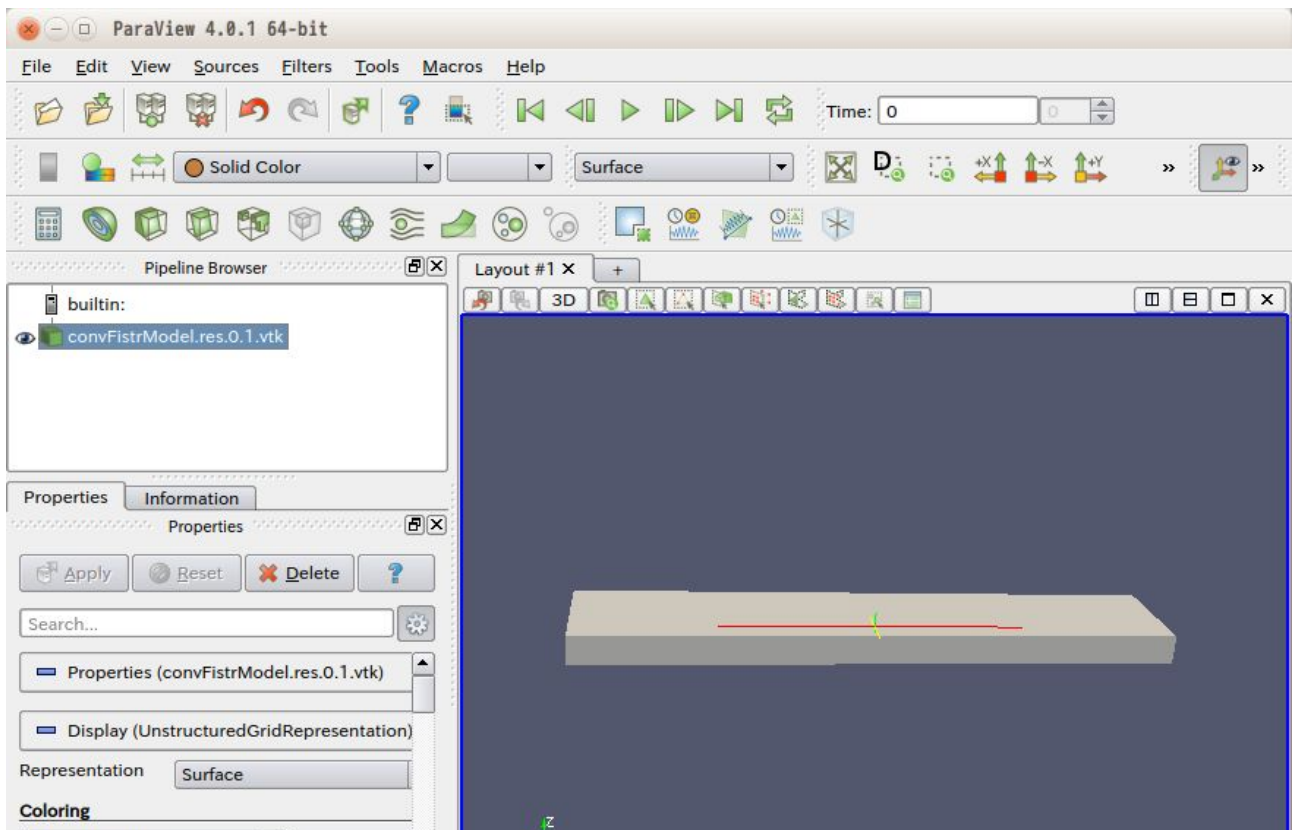 ParaView 4.0.1 64-bit
File Edit View Sources Filters Tools Macros Help
Time: 0 0
Solid Color Surface D +X -X +Y » »
Pipeline Browser
Layout #1 +
builtin:
3D
convFistrModel.res.0.1.vtk
Properties Information
Properties
Apply Reset Delete ?
Search...
Properties (convFistrModel.res.0.1.vtk)
Display (UnstructuredGridRepresentation)
Representation Surface
Coloring
Z